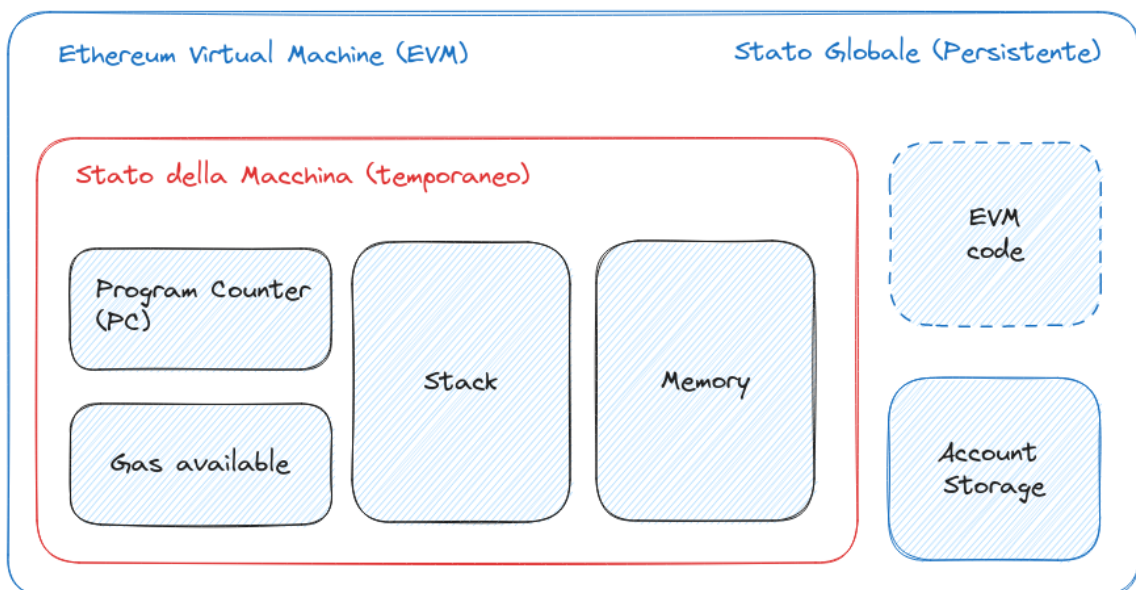 Ethereum Virtual Machine (EVM)
Stato Globale (Persistente)
Stato della Macchina (temporaneo)
Program Counter
(PC)
Gas available
Stack
Memory
EVM
code
Account
Storage